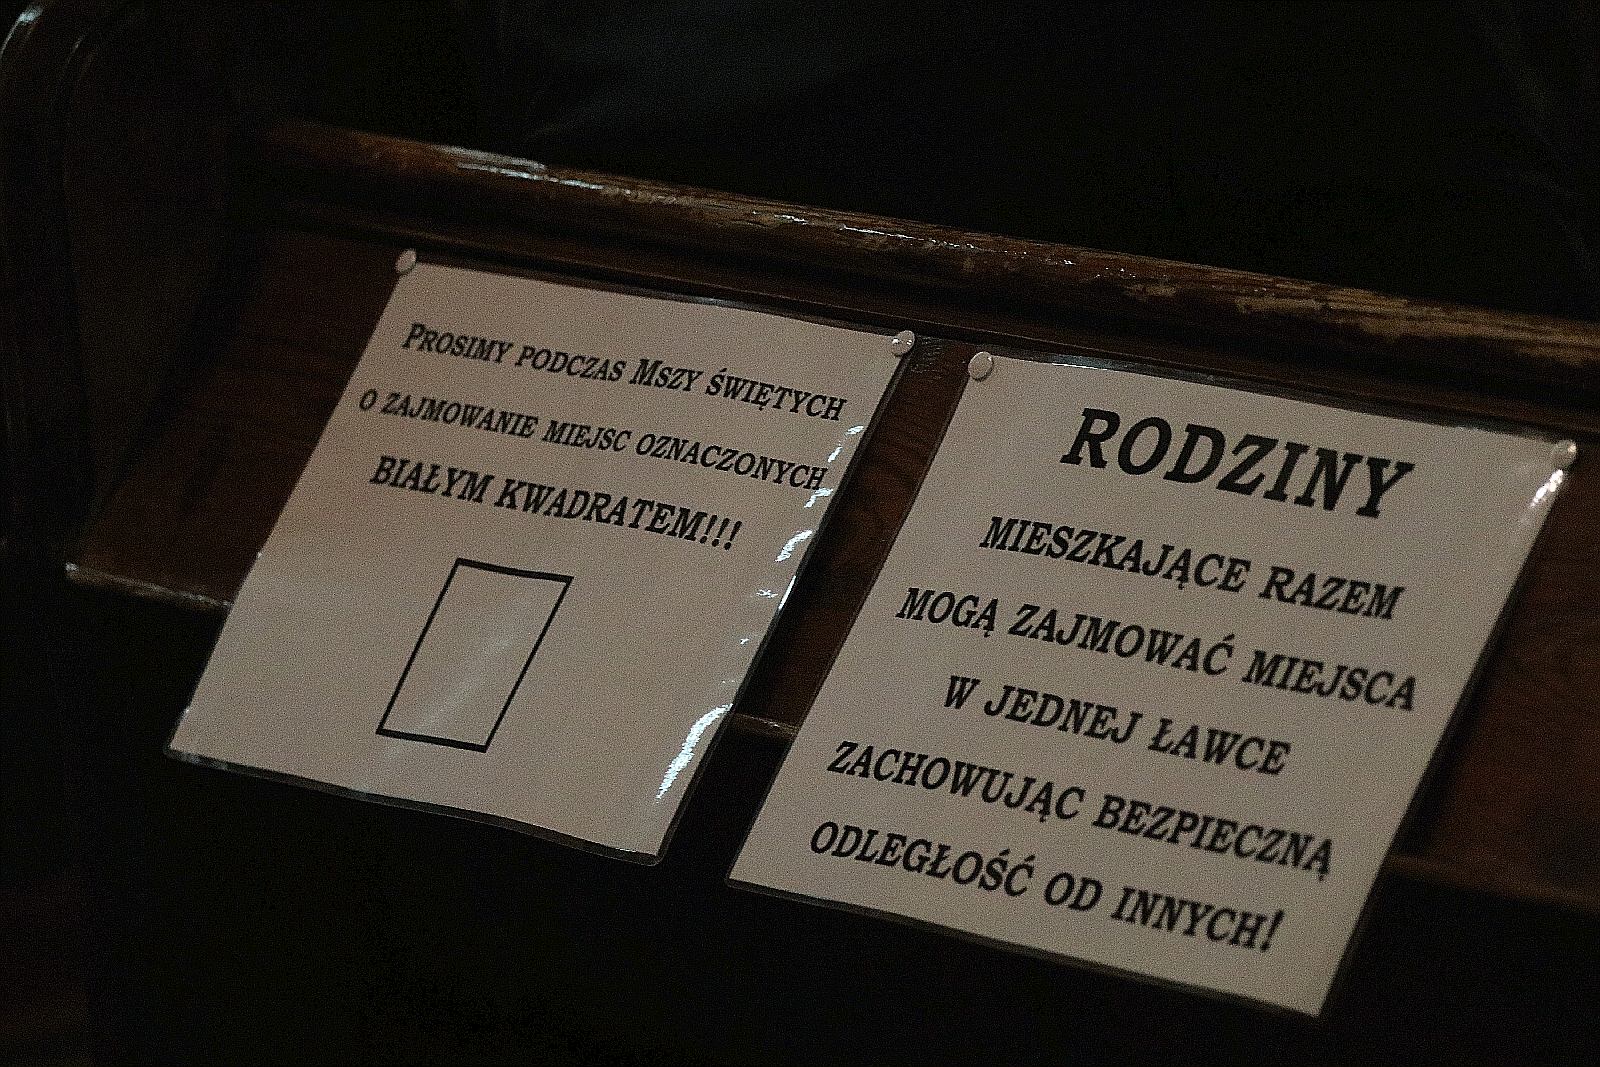 PROSIMY PODCZAS MSZY ŚWIĘTYCH
O ZAJMOWANIE MIEJSC OZNACZONYCH
BIAŁYM KWADRATEM!!!
RODZINY
MIESZKAJĄCE RAZEM
MOGĄ ZAJMOWAĆ MIEJSCA
W JEDNEJ ŁAWCE
ZACHOWUJĄC BEZPIECZNĄ
ODLEGŁOŚĆ OD INNYCH!